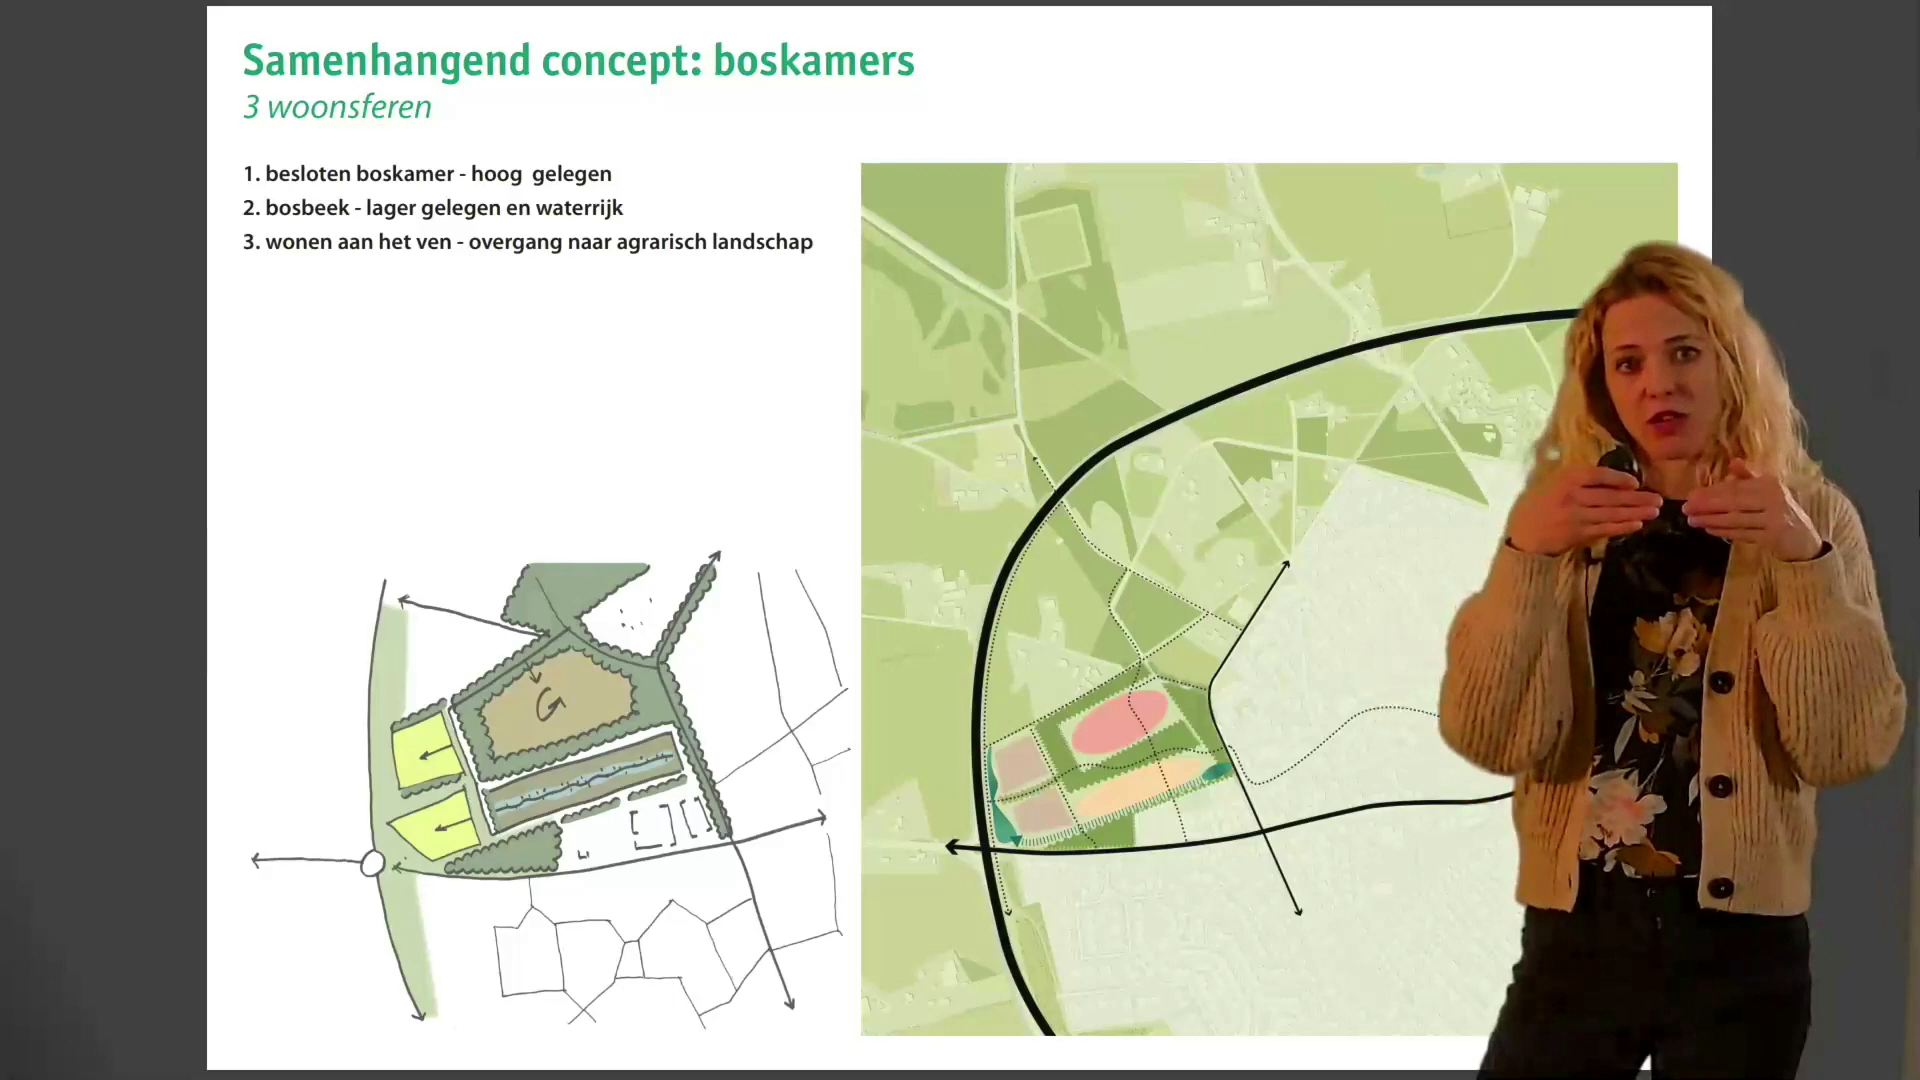 Samenhangend concept: boskamers
3 woonsferen
1. besloten boskamer - hoog gelegen
2. bosbeek - lager gelegen en waterrijk
3. wonen aan het ven - overgang naar agrarisch landschap
G